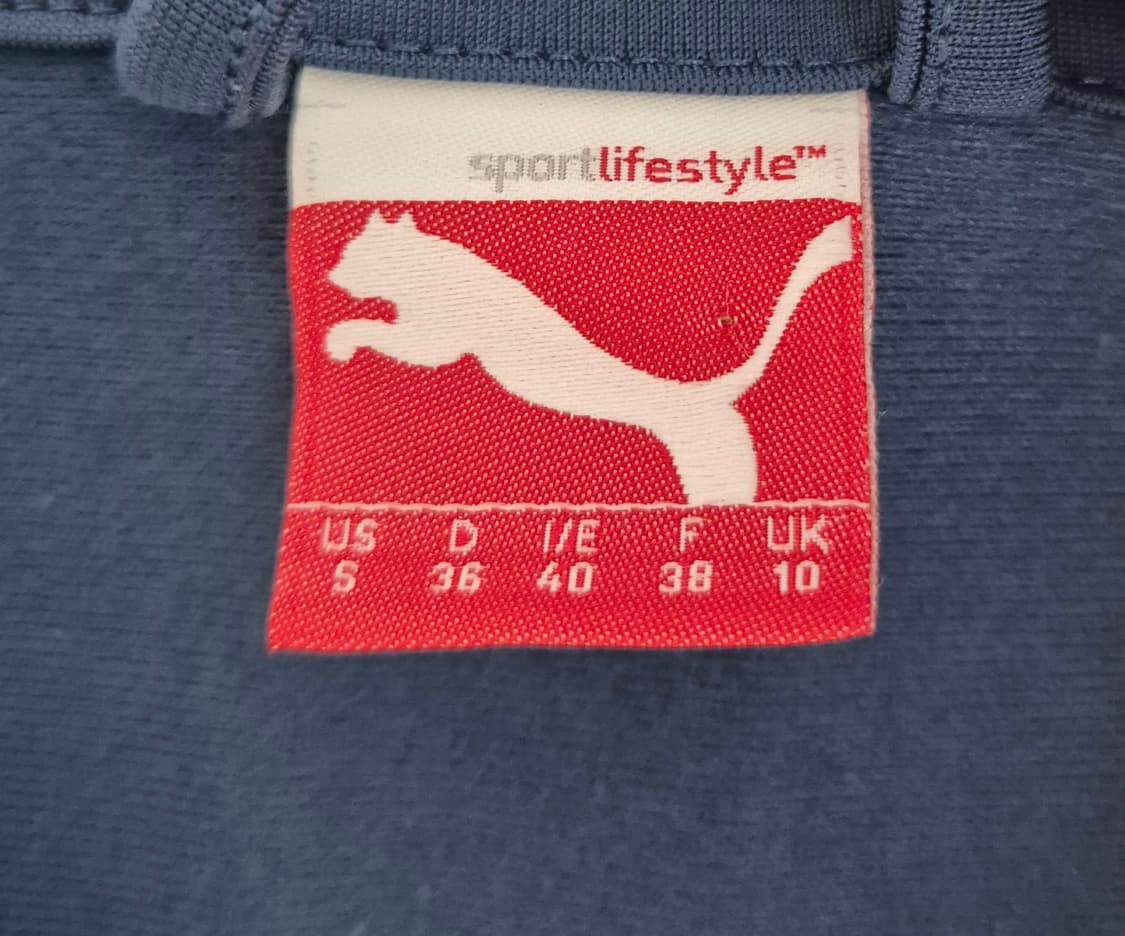 sportlifestyle™
US D I/E F UK
S 36 40 38 10